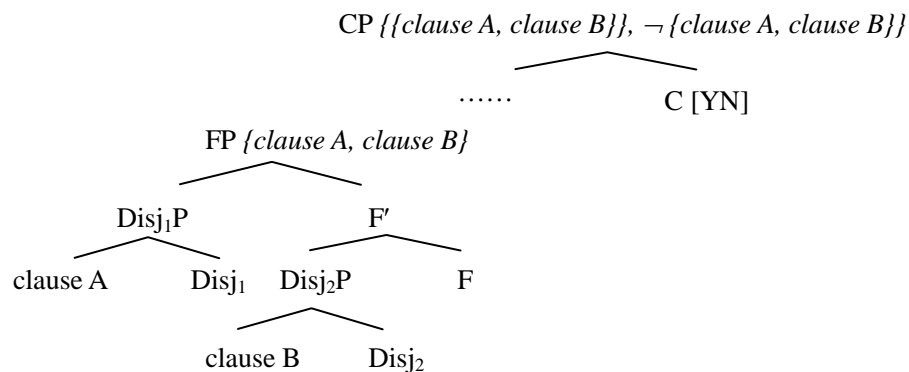 CP {{clause A, clause B}}, ¬ {clause A, clause B}}
…… C [YN]
FP {clause A, clause B}
Disj₁P F′
clause A Disj₁ Disj₂P F
clause B Disj₂